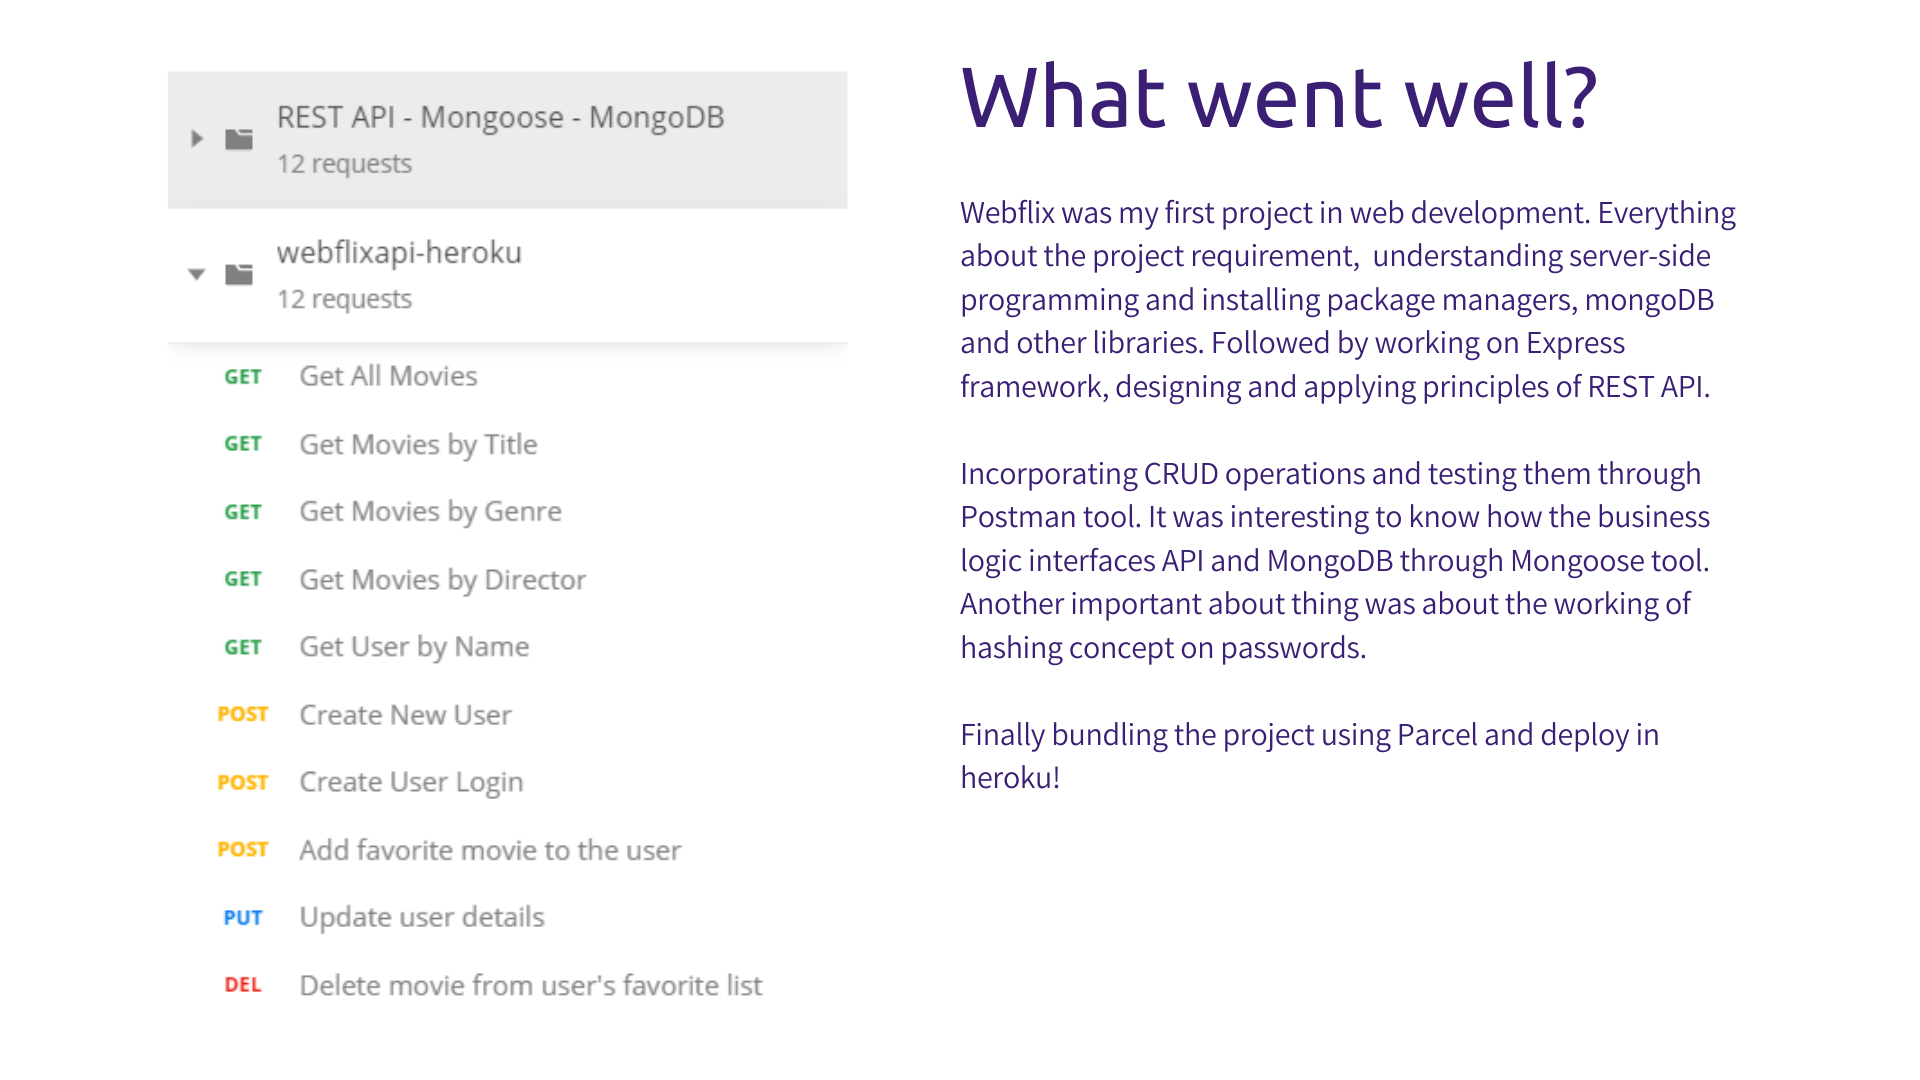 REST API - Mongoose - MongoDB
12 requests
webflixapi-heroku
12 requests
GET Get All Movies
GET Get Movies by Title
GET Get Movies by Genre
GET Get Movies by Director
GET Get User by Name
POST Create New User
POST Create User Login
POST Add favorite movie to the user
PUT Update user details
DEL Delete movie from user's favorite list
What went well?
Webflix was my first project in web development. Everything
about the project requirement,  understanding server-side
programming and installing package managers, mongoDB
and other libraries. Followed by working on Express
framework, designing and applying principles of REST API.
Incorporating CRUD operations and testing them through
Postman tool. It was interesting to know how the business
logic interfaces API and MongoDB through Mongoose tool.
Another important about thing was about the working of
hashing concept on passwords.
Finally bundling the project using Parcel and deploy in
heroku!